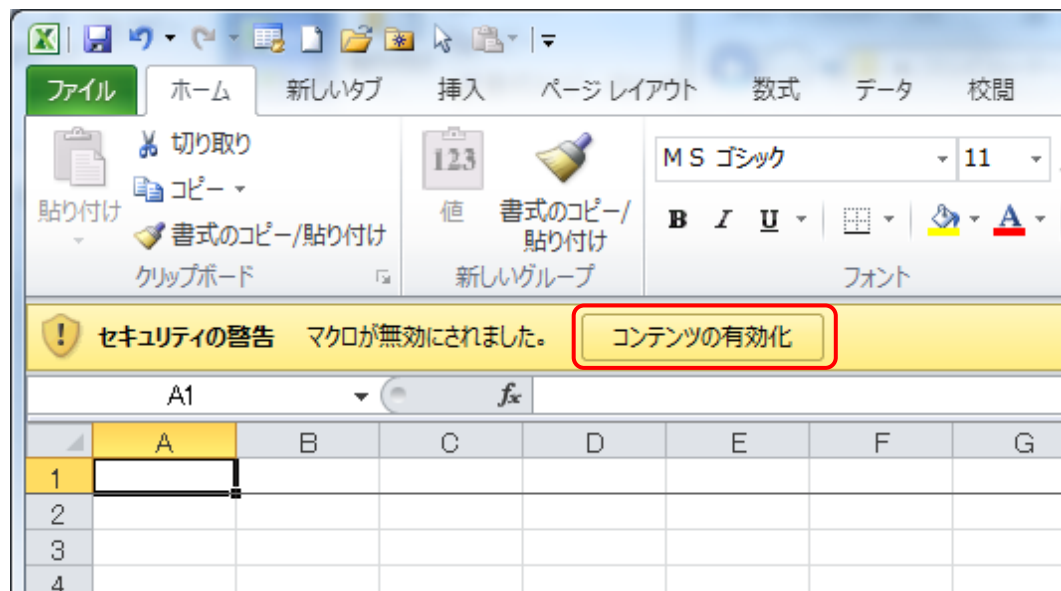 ファイル ホーム 新しいタブ 挿入 ページ レイアウト 数式 データ 校閲
貼り付け
切り取り
コピー
書式のコピー/貼り付け
クリップボード
123
値
書式のコピー/
貼り付け
新しいグループ
ＭＳ ゴシック 11
B I U A
フォント
セキュリティの警告 マクロが無効にされました。 コンテンツの有効化
A1 fx
A B C D E F G
1
2
3
4